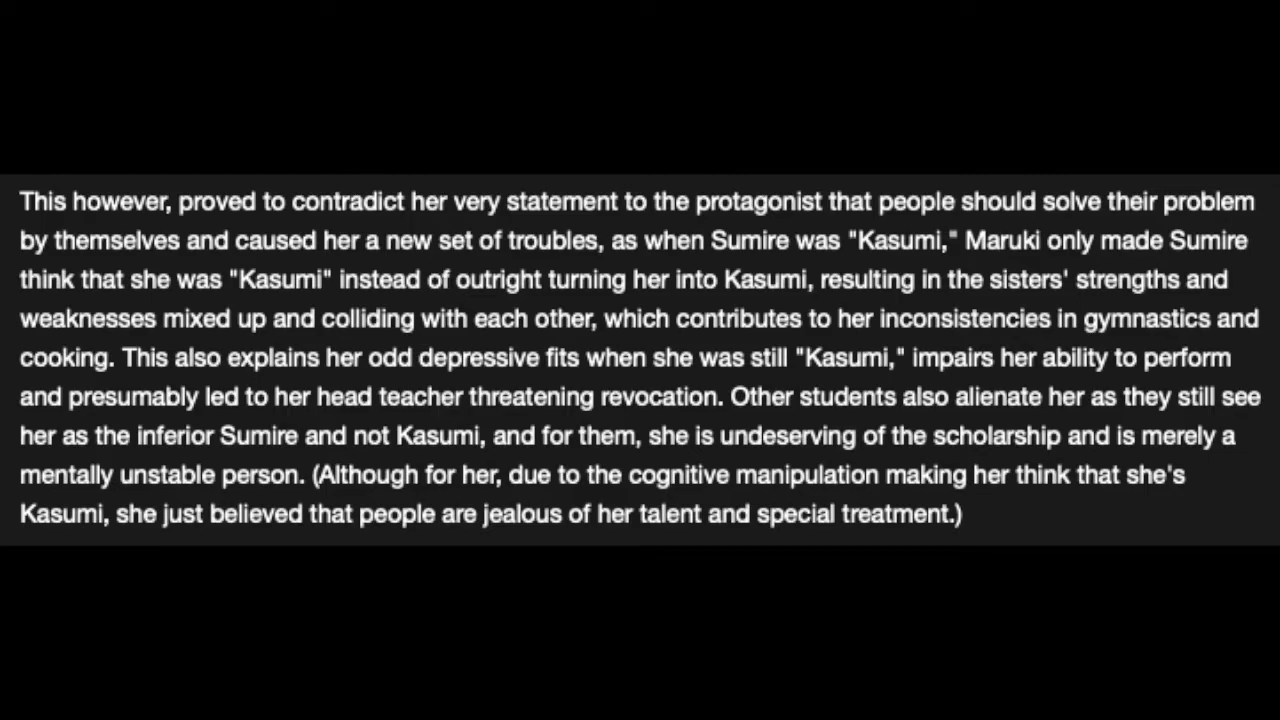 This however, proved to contradict her very statement to the protagonist that people should solve their problem
by themselves and caused her a new set of troubles, as when Sumire was "Kasumi," Maruki only made Sumire
think that she was "Kasumi" instead of outright turning her into Kasumi, resulting in the sisters' strengths and
weaknesses mixed up and colliding with each other, which contributes to her inconsistencies in gymnastics and
cooking. This also explains her odd depressive fits when she was still "Kasumi," impairs her ability to perform
and presumably led to her head teacher threatening revocation. Other students also alienate her as they still see
her as the inferior Sumire and not Kasumi, and for them, she is undeserving of the scholarship and is merely a
mentally unstable person. (Although for her, due to the cognitive manipulation making her think that she's
Kasumi, she just believed that people are jealous of her talent and special treatment.)